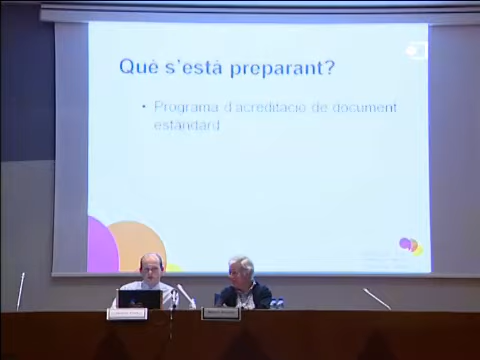 Què s'està preparant?
• Programa d'acreditació de document
estàndard